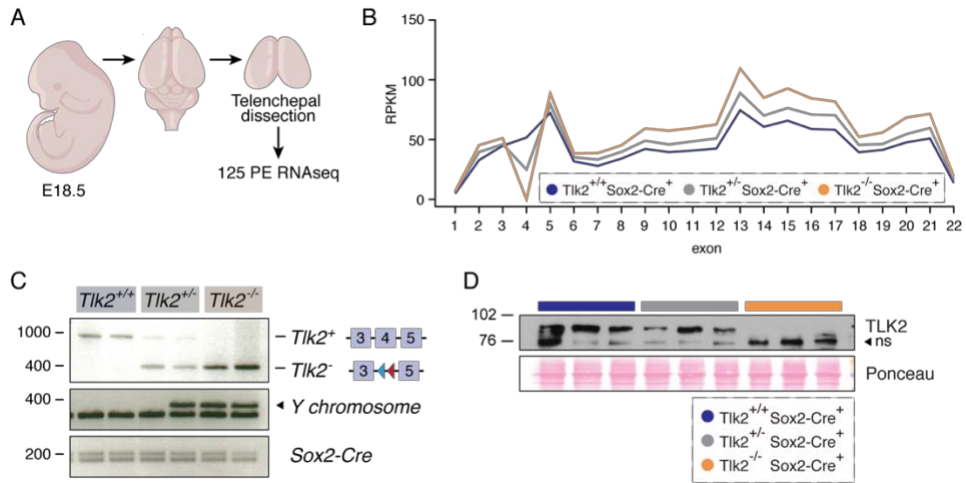 A
E18.5
Telenchepal
dissection
125 PE RNAseq
B
RPKM
150
100
50
0
1 2 3 4 5 6 7 8 9 10 11 12 13 14 15 16 17 18 19 20 21 22
exon
Tlk2+/+Sox2-Cre+ Tlk2+/-Sox2-Cre+ Tlk2-/-Sox2-Cre+
C
Tlk2+/+ Tlk2+/- Tlk2-/-
1000 Tlk2+ 3 4 5
400 Tlk2- 3 5
400 Y chromosome
200 Sox2-Cre
D
102 TLK2
76 ns
Ponceau
Tlk2+/+ Sox2-Cre+
Tlk2+/- Sox2-Cre+
Tlk2-/- Sox2-Cre+